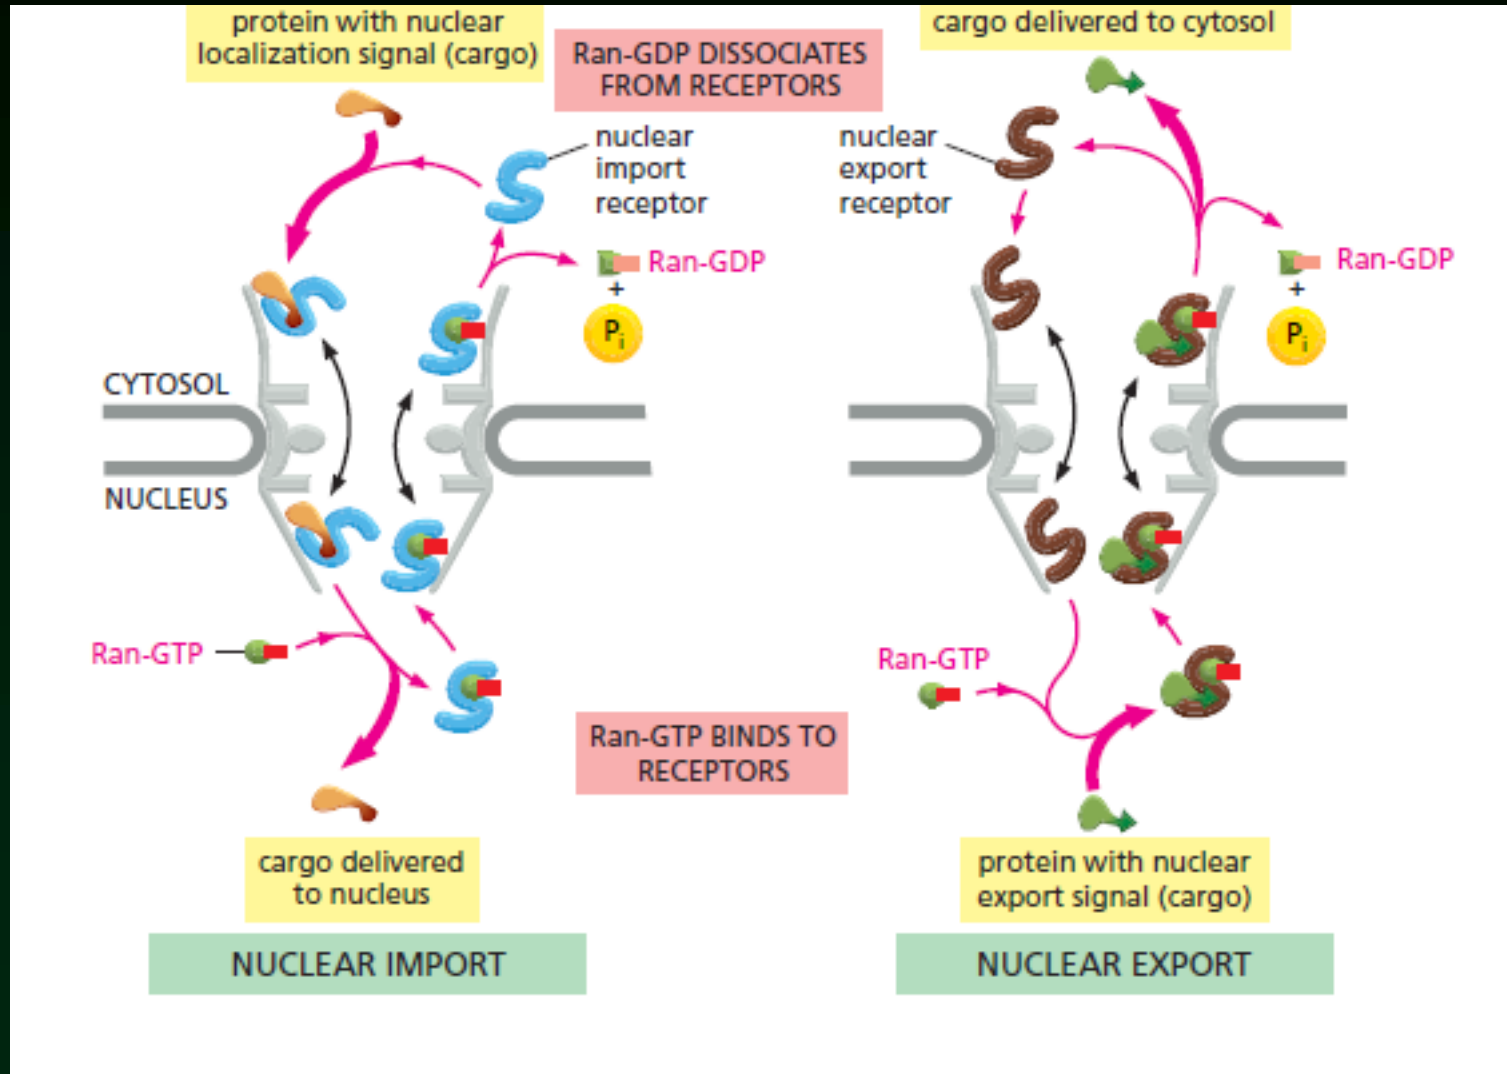 protein with nuclear
localization signal (cargo)
Ran-GDP DISSOCIATES
FROM RECEPTORS
cargo delivered to cytosol
nuclear
import
receptor
nuclear
export
receptor
Ran-GDP
+
Pi
Ran-GDP
+
Pi
CYTOSOL
NUCLEUS
Ran-GTP
Ran-GTP
Ran-GTP BINDS TO
RECEPTORS
cargo delivered
to nucleus
protein with nuclear
export signal (cargo)
NUCLEAR IMPORT
NUCLEAR EXPORT